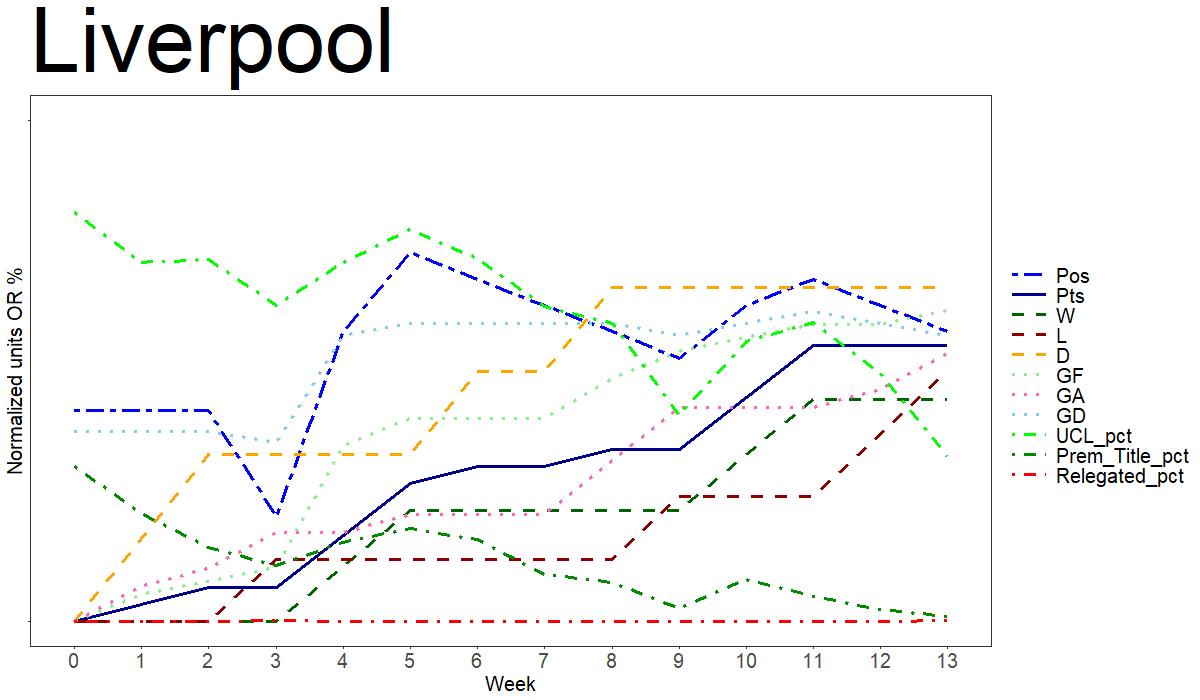 Liverpool
Normalized units OR %
0 1 2 3 4 5 6 7 8 9 10 11 12 13
Week
Pos
Pts
W
L
D
GF
GA
GD
UCL_pct
Prem_Title_pct
Relegated_pct